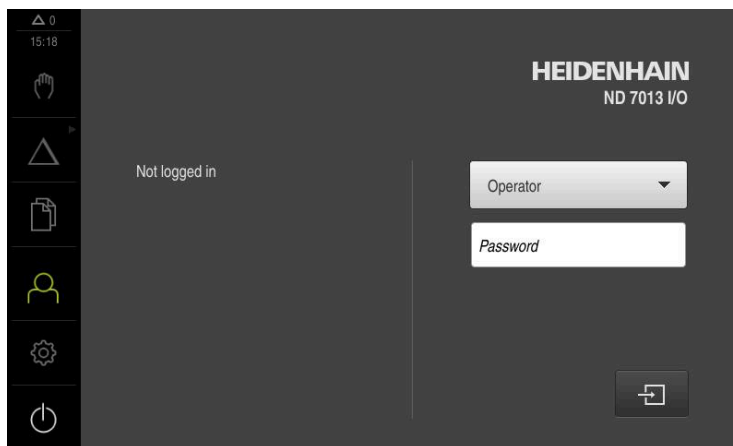 0
15:18
HEIDENHAIN
ND 7013 I/O
Not logged in
Operator
Password